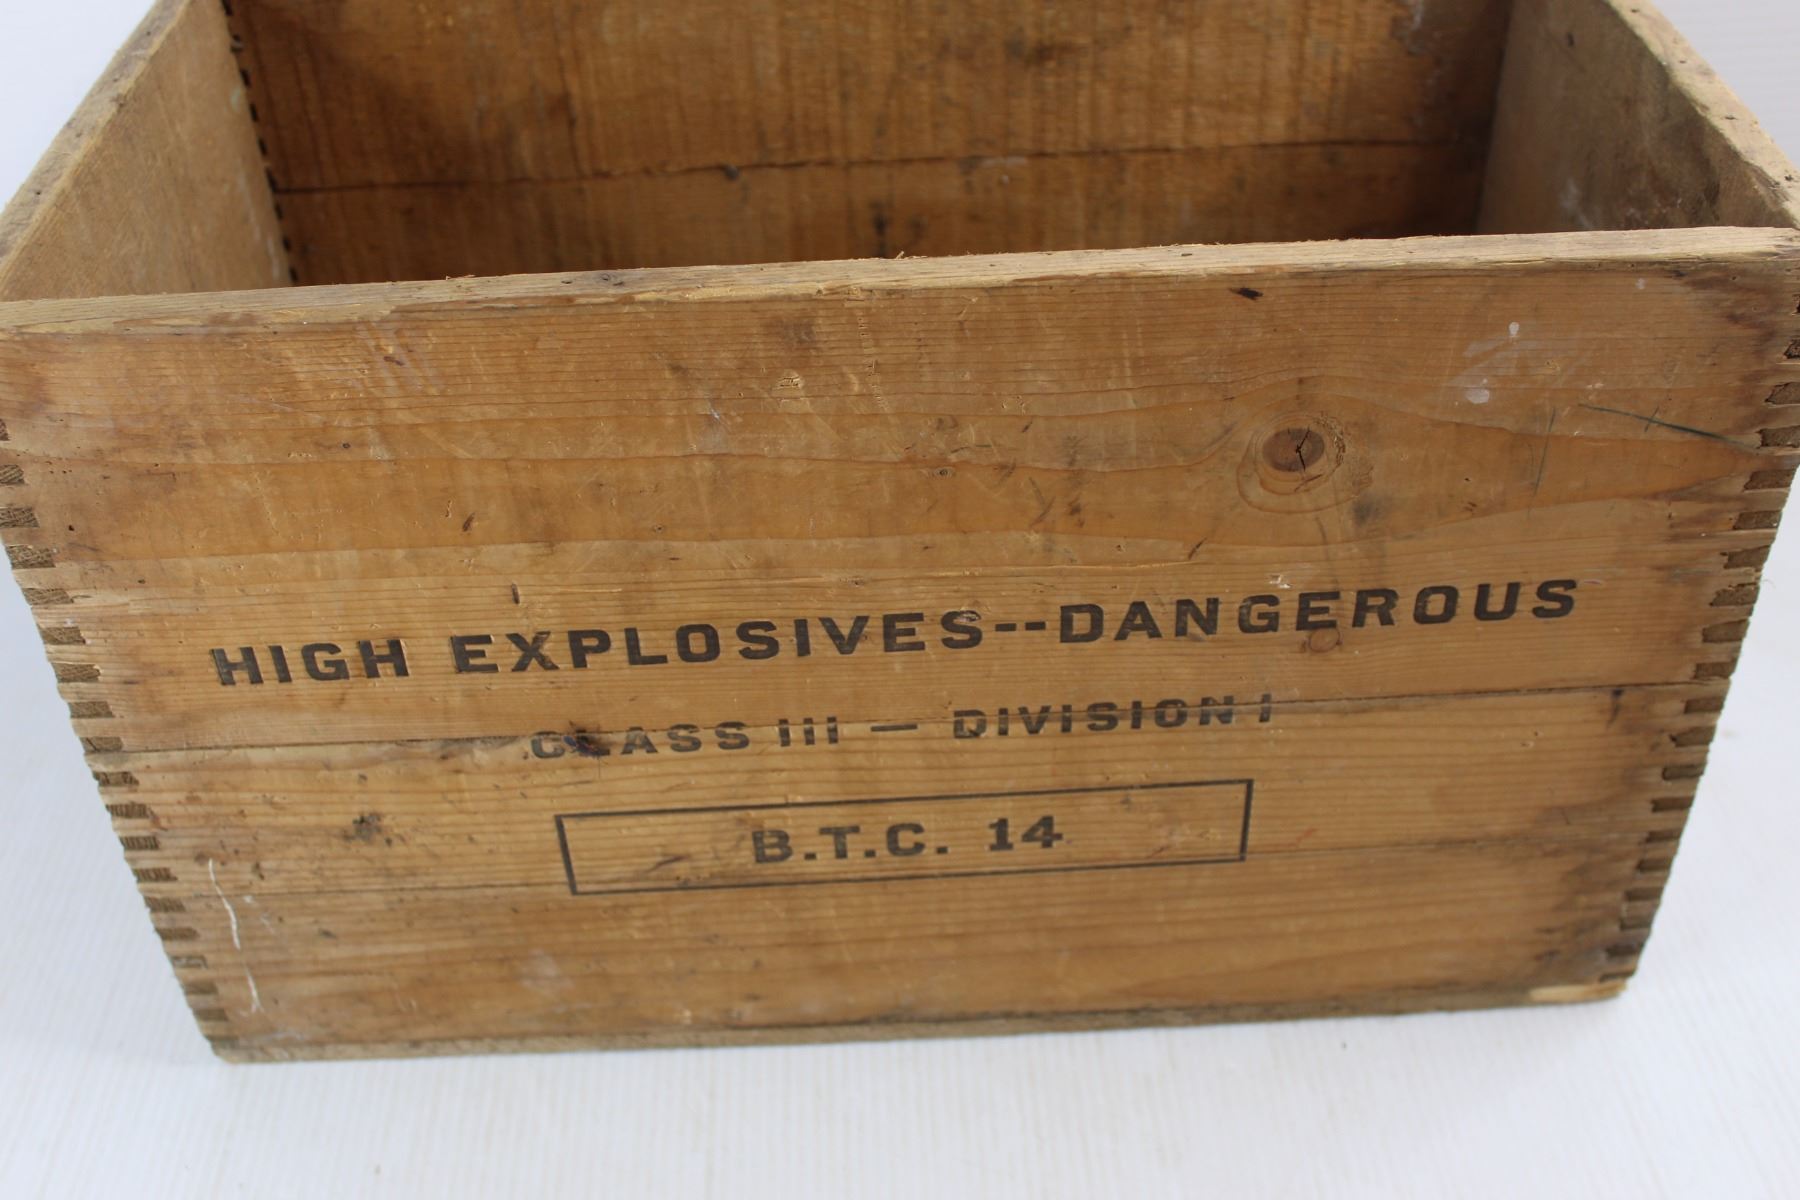 HIGH EXPLOSIVES--DANGEROUS
CLASS III — DIVISION I
B.T.C. 14